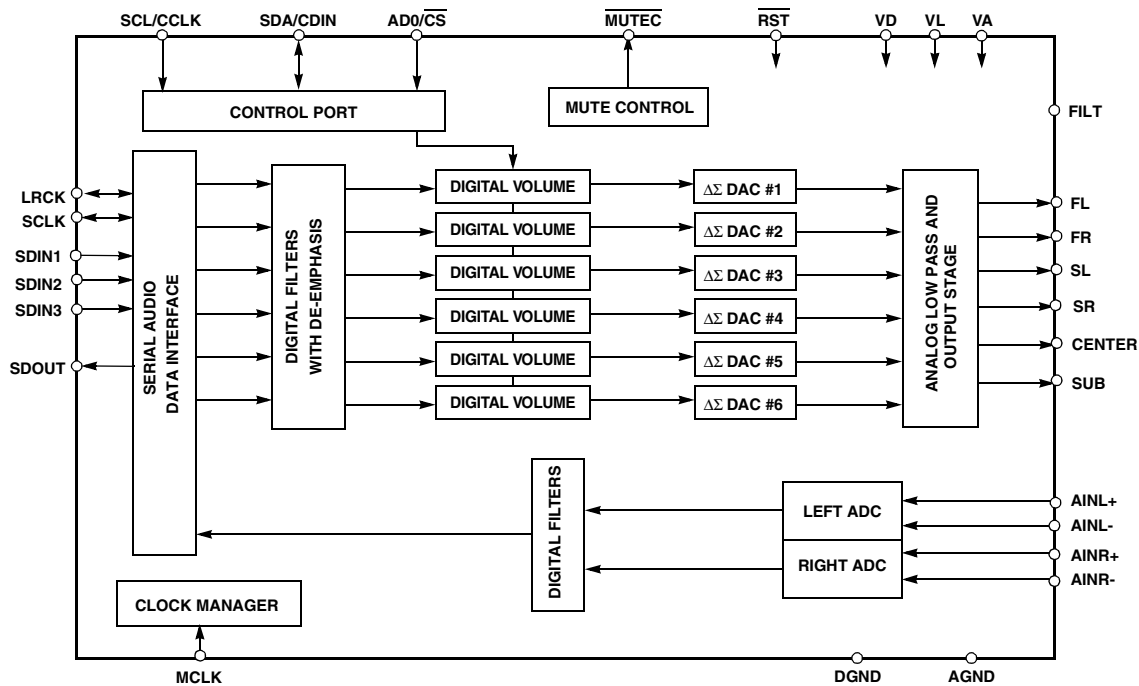 SCL/CCLK
SDA/CDIN
AD0/C̅S̅
M̅U̅T̅E̅C̅
R̅S̅T̅
VD
VL
VA
CONTROL PORT
MUTE CONTROL
FILT
LRCK
SCLK
SDIN1
SDIN2
SDIN3
SDOUT
SERIAL AUDIO
DATA INTERFACE
DIGITAL FILTERS
WITH DE-EMPHASIS
DIGITAL VOLUME
DIGITAL VOLUME
DIGITAL VOLUME
DIGITAL VOLUME
DIGITAL VOLUME
DIGITAL VOLUME
ΔΣ DAC #1
ΔΣ DAC #2
ΔΣ DAC #3
ΔΣ DAC #4
ΔΣ DAC #5
ΔΣ DAC #6
ANALOG LOW PASS AND
OUTPUT STAGE
FL
FR
SL
SR
CENTER
SUB
DIGITAL FILTERS
LEFT ADC
RIGHT ADC
AINL+
AINL-
AINR+
AINR-
CLOCK MANAGER
MCLK
DGND
AGND